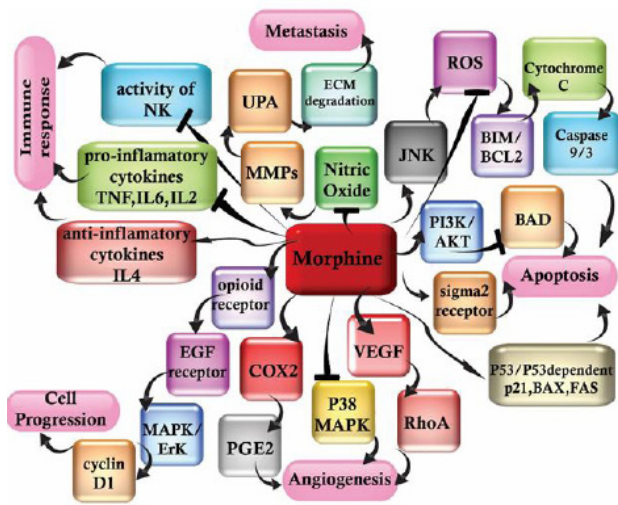 Metastasis
Immune
response
activity of
NK
UPA
ECM
degradation
ROS
Cytochrome
C
pro-inflamatory
cytokines
TNF,IL6,IL2
MMPs
Nitric
Oxide
JNK
BIM/
BCL2
Caspase
9/3
anti-inflamatory
cytokines
IL4
Morphine
PI3K/
AKT
BAD
opioid
receptor
sigma2
receptor
Apoptosis
EGF
receptor
COX2
VEGF
P53/P53dependent
p21,BAX,FAS
Cell
Progression
MAPK/
ErK
P38
MAPK
RhoA
cyclin
D1
PGE2
Angiogenesis